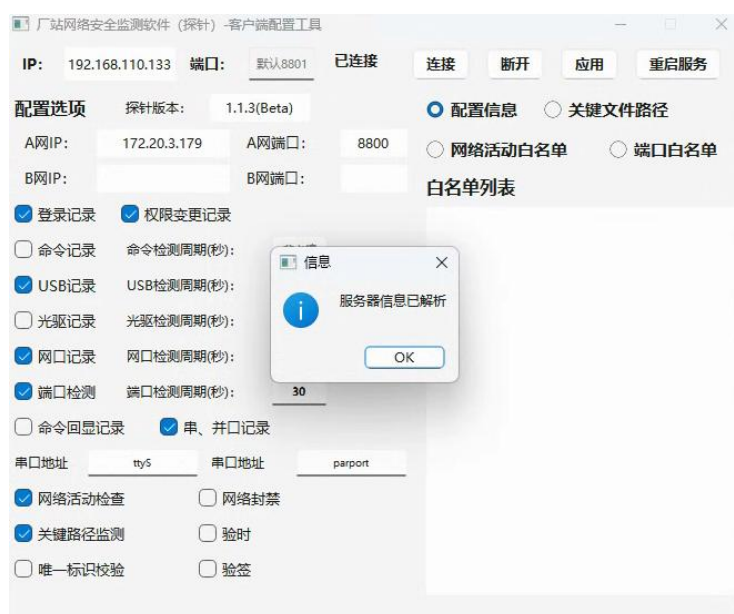 厂站网络安全监测软件（探针）-客户端配置工具
IP: 192.168.110.133 端口: 默认8801 已连接 连接 断开 应用 重启服务
配置选项 探针版本: 1.1.3(Beta) 配置信息 关键文件路径
A网IP: 172.20.3.179 A网端口: 8800 网络活动白名单 端口白名单
B网IP: B网端口: 白名单列表
登录记录 权限变更记录
命令记录 命令检测周期(秒):
信息
USB记录 USB检测周期(秒):
服务器信息已解析
光驱记录 光驱检测周期(秒):
网口记录 网口检测周期(秒):
OK
端口检测 端口检测周期(秒): 30
命令回显记录 串、并口记录
串口地址 ttyS 串口地址 parport
网络活动检查 网络封禁
关键路径监测 验时
唯一标识校验 验签